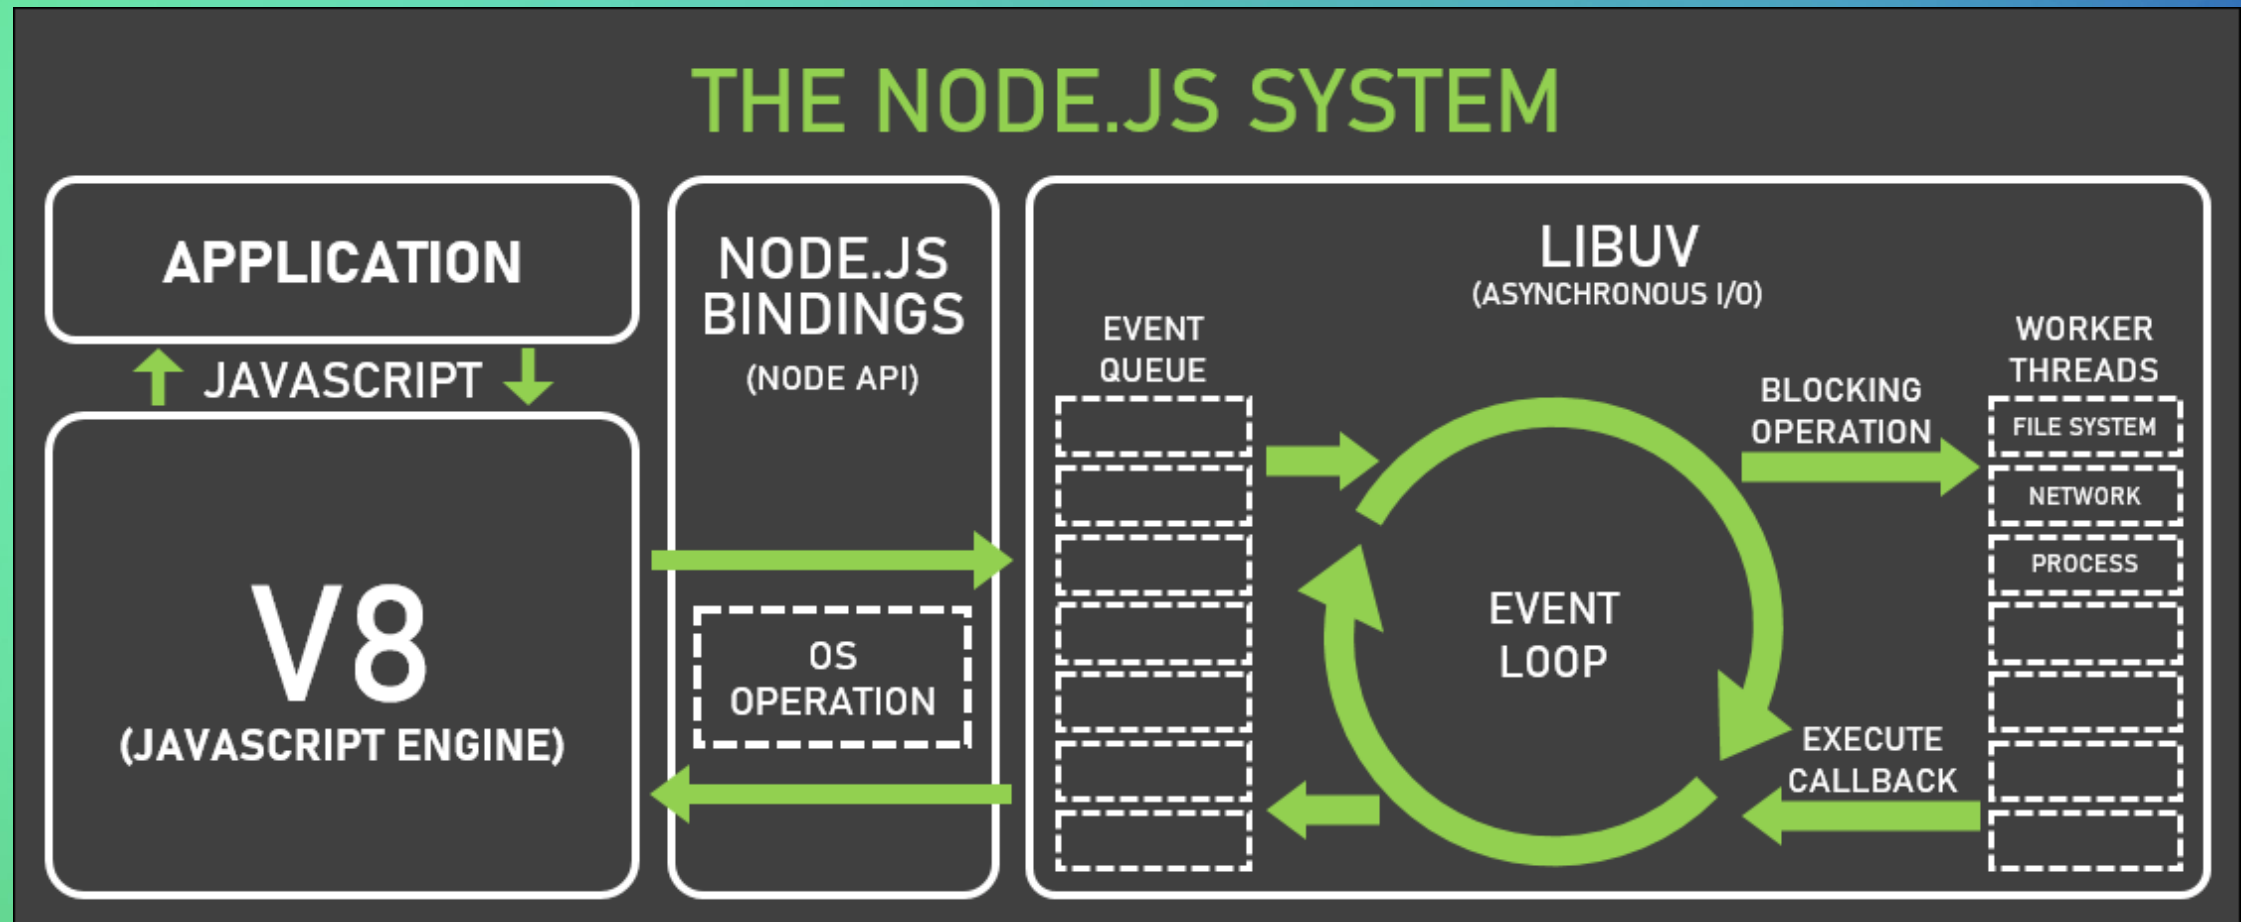 THE NODE.JS SYSTEM
APPLICATION
JAVASCRIPT
V8
(JAVASCRIPT ENGINE)
NODE.JS
BINDINGS
(NODE API)
OS
OPERATION
LIBUV
(ASYNCHRONOUS I/O)
EVENT
QUEUE
EVENT
LOOP
BLOCKING
OPERATION
EXECUTE
CALLBACK
WORKER
THREADS
FILE SYSTEM
NETWORK
PROCESS